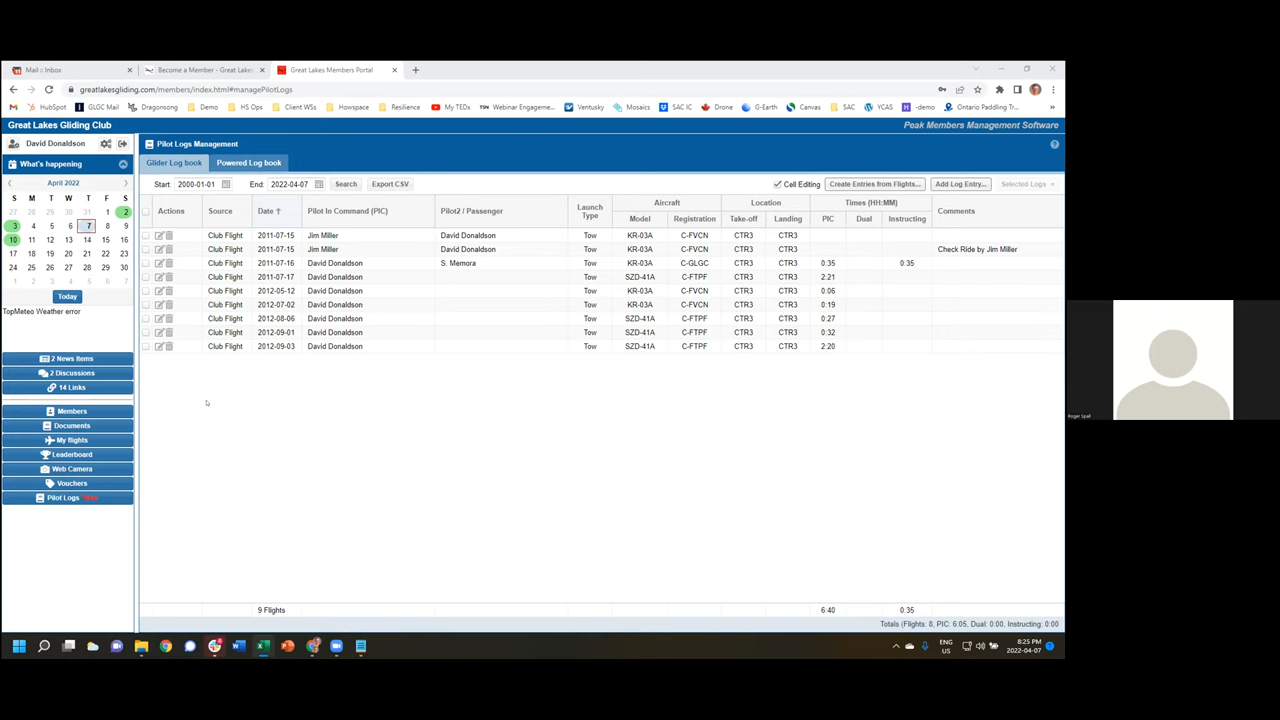 Mail :: Inbox
Become a Member - Great Lakes
Great Lakes Members Portal
greatlakesgliding.com/members/index.html#managePilotLogs
HubSpot GLGC Mail Dragonsong Demo HS Ops Client WSs Howspace Resilience My TEDx Webinar Engageme... Ventusky Mosaics SAC IC Drone G-Earth Canvas SAC YCAS -demo Ontario Paddling Tr...
Great Lakes Gliding Club
Peak Members Management Software
David Donaldson
What's happening
April 2022
S M T W T F S
27 28 29 30 31 1 2
3 4 5 6 7 8 9
10 11 12 13 14 15 16
17 18 19 20 21 22 23
24 25 26 27 28 29 30
1 2 3 4 5 6 7
Today
TopMeteo Weather error
2 News Items
2 Discussions
14 Links
Members
Documents
My flights
Leaderboard
Web Camera
Vouchers
Pilot Logs
Pilot Logs Management
Glider Log book Powered Log book
Start: 2000-01-01 End: 2022-04-07 Search Export CSV Cell Editing Create Entries from Flights... Add Log Entry... Selected Logs
Actions Source Date Pilot In Command (PIC) Pilot2 / Passenger Launch Type Aircraft Model Registration Location Take-off Landing Times (HH:MM) PIC Dual Instructing Comments
Club Flight 2011-07-15 Jim Miller David Donaldson Tow KR-03A C-FVCN CTR3 CTR3
Club Flight 2011-07-15 Jim Miller David Donaldson Tow KR-03A C-FVCN CTR3 CTR3 Check Ride by Jim Miller
Club Flight 2011-07-16 David Donaldson S. Memora Tow KR-03A C-GLGC CTR3 CTR3 0:35 0:35
Club Flight 2011-07-17 David Donaldson Tow SZD-41A C-FTPF CTR3 CTR3 2:21
Club Flight 2012-05-12 David Donaldson Tow KR-03A C-FVCN CTR3 CTR3 0:06
Club Flight 2012-07-02 David Donaldson Tow KR-03A C-FVCN CTR3 CTR3 0:19
Club Flight 2012-08-06 David Donaldson Tow SZD-41A C-FTPF CTR3 CTR3 0:27
Club Flight 2012-09-01 David Donaldson Tow SZD-41A C-FTPF CTR3 CTR3 0:32
Club Flight 2012-09-03 David Donaldson Tow SZD-41A C-FTPF CTR3 CTR3 2:20
9 Flights 6:40 0:35
Totals (Flights: 8, PIC: 6:05, Dual: 0:00, Instructing: 0:00
ENG US
8:25 PM
2022-04-07
Roger Spall